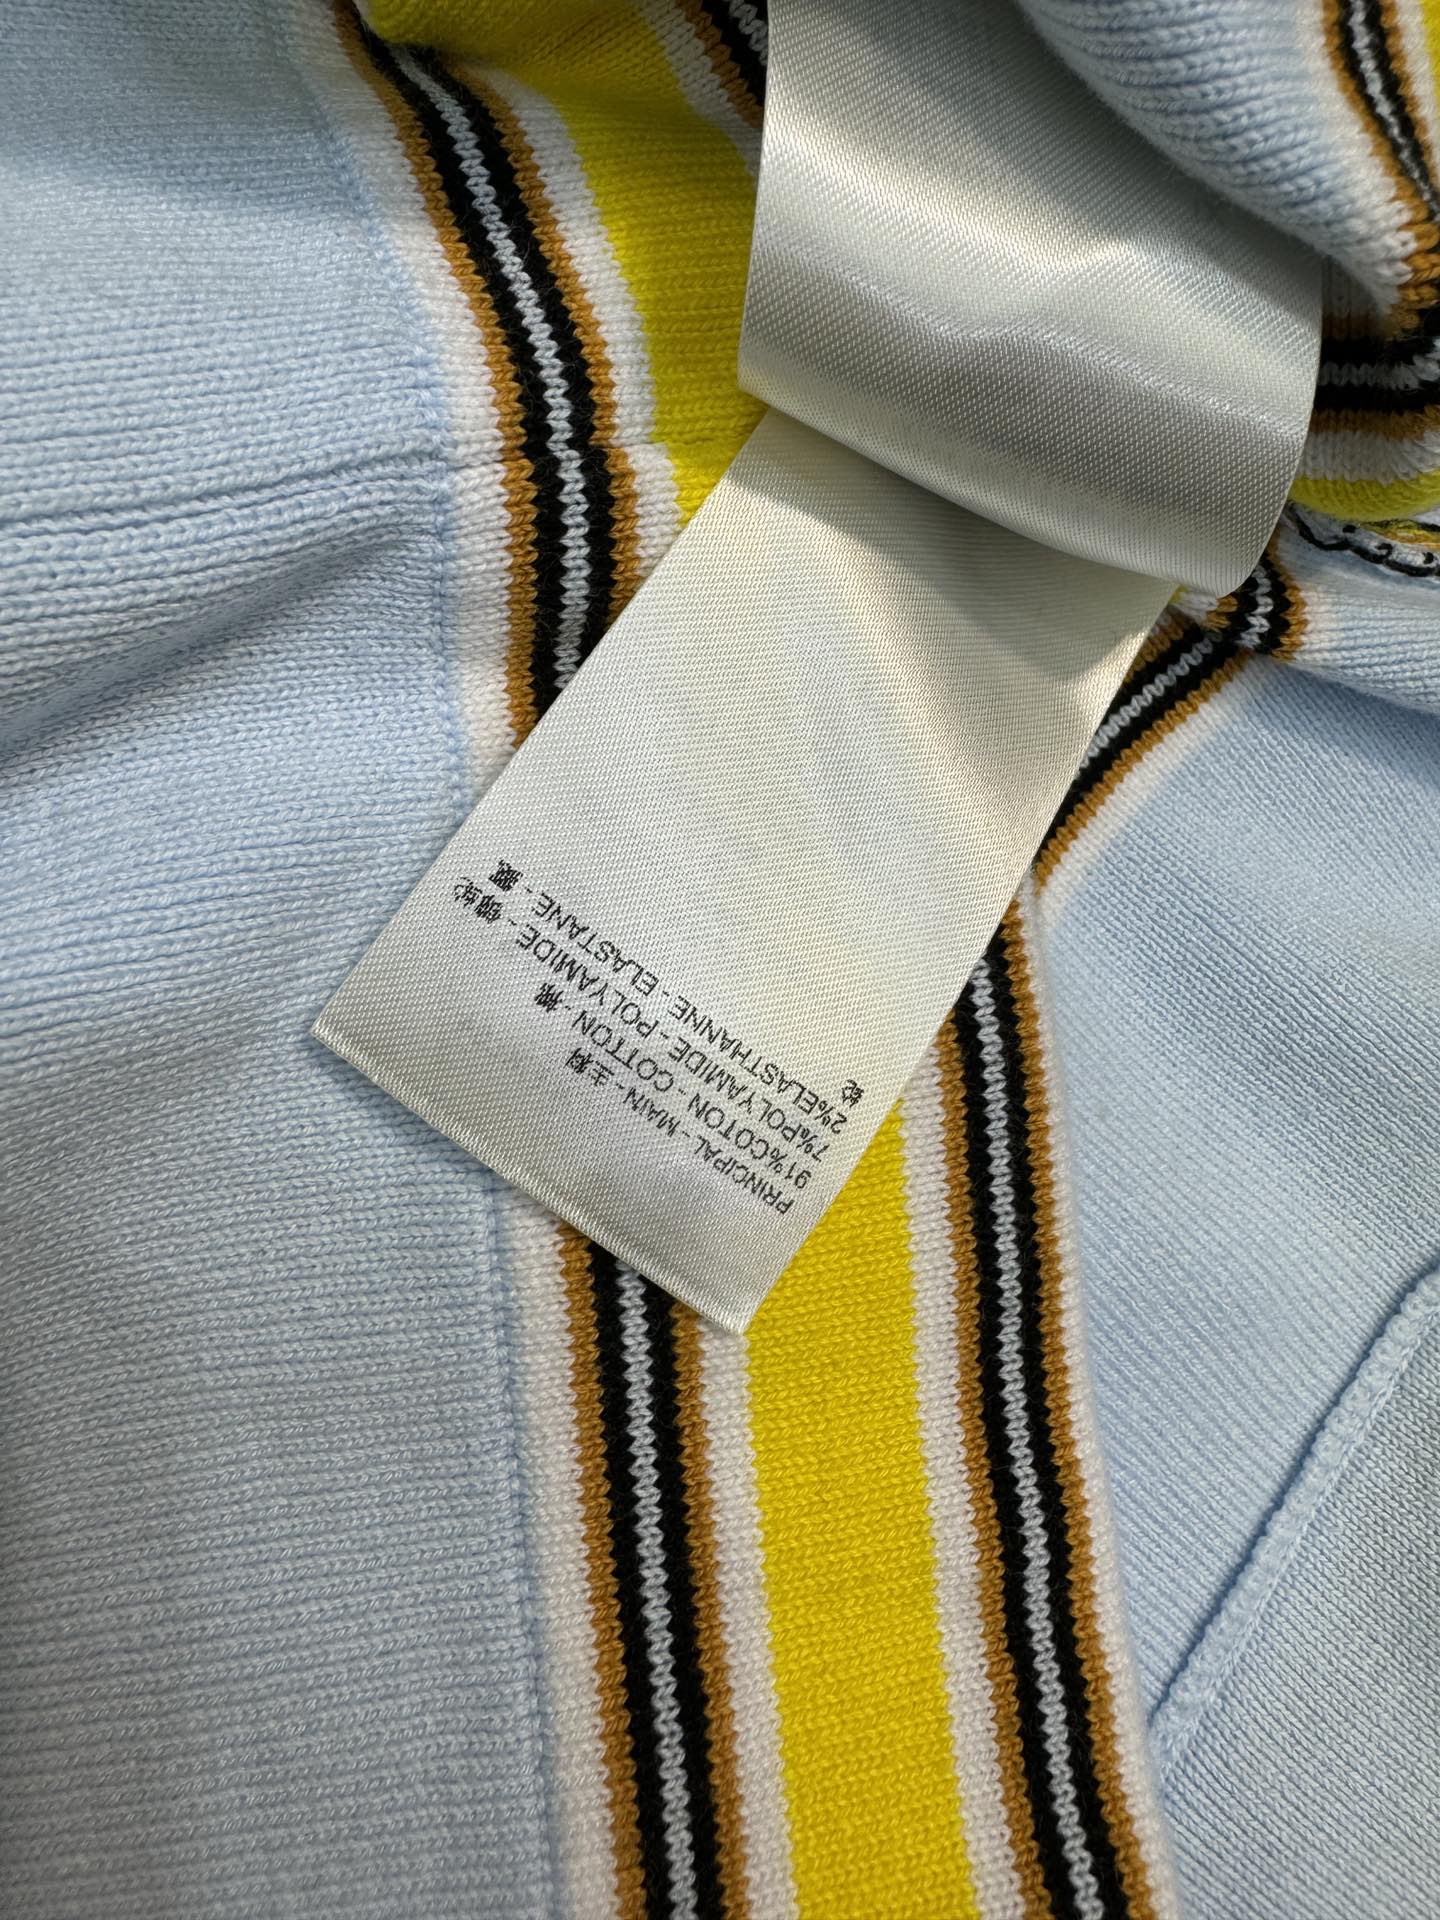 PRINCIPAL - MAIN - 主料
91%COTON - COTTON - 棉
7%POLYAMIDE - POLYAMIDE - 锦纶
2%ELASTHANNE - ELASTANE - 氨
纶